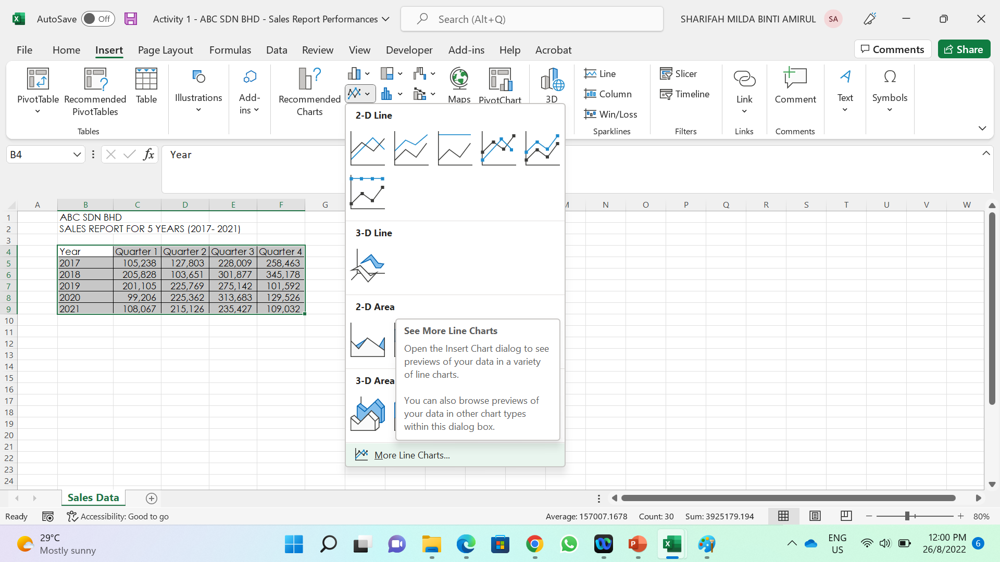 AutoSave Off Activity 1 - ABC SDN BHD - Sales Report Performances Search (Alt+Q) SHARIFAH MILDA BINTI AMIRUL SA
File Home Insert Page Layout Formulas Data Review View Developer Add-ins Help Acrobat Comments Share
PivotTable
Recommended
PivotTables
Table
Tables
Illustrations
Add-
ins
Recommended
Charts
Maps
PivotChart
3D
Line
Column
Win/Loss
Sparklines
Slicer
Timeline
Filters
Link
Links
Comment
Comments
Text
Symbols
B4 fx Year
2-D Line
3-D Line
2-D Area
3-D Area
See More Line Charts
Open the Insert Chart dialog to see
previews of your data in a variety
of line charts.
You can also browse previews of
your data in other chart types
within this dialog box.
More Line Charts...
A B C D E F G M N O P Q R S T U V W
1 ABC SDN BHD
2 SALES REPORT FOR 5 YEARS (2017- 2021)
3
4 Year Quarter 1 Quarter 2 Quarter 3 Quarter 4
5 2017 105,238 127,803 228,009 258,463
6 2018 205,828 103,651 301,877 345,178
7 2019 201,105 225,769 275,142 101,592
8 2020 99,206 225,362 313,683 129,526
9 2021 108,067 215,126 235,427 109,032
10
11
12
13
14
15
16
17
18
19
20
21
22
23
24
Sales Data
Ready Accessibility: Good to go Average: 157007.1678 Count: 30 Sum: 3925179.194 80%
29°C
Mostly sunny
ENG
US
12:00 PM
26/8/2022
6